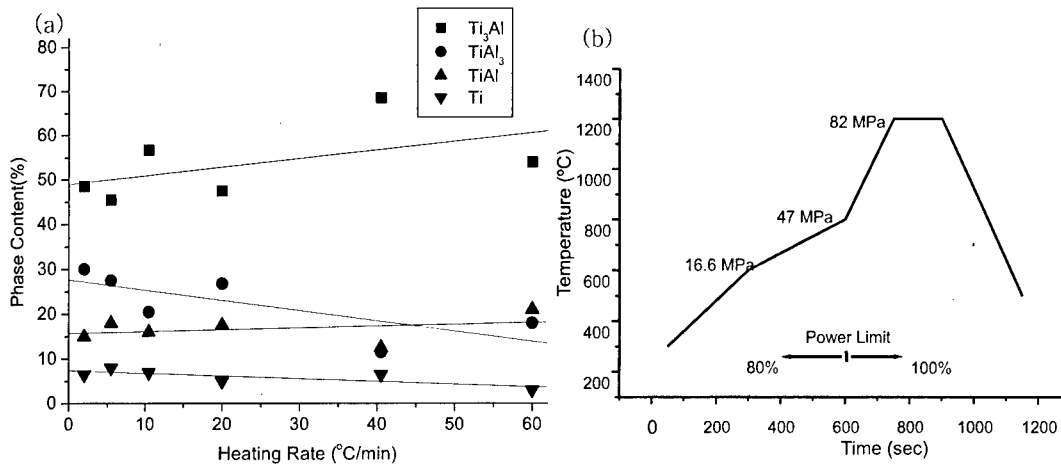 (a)
Ti₃Al
TiAl₃
TiAl
Ti
80
70
60
50
40
30
20
10
0
Phase Content(%)
0 10 20 30 40 50 60
Heating Rate (°C/min)
(b)
1400
1200
1000
800
600
400
200
Temperature (°C)
82 MPa
47 MPa
16.6 MPa
Power Limit
80% 100%
0 200 400 600 800 1000 1200
Time (sec)